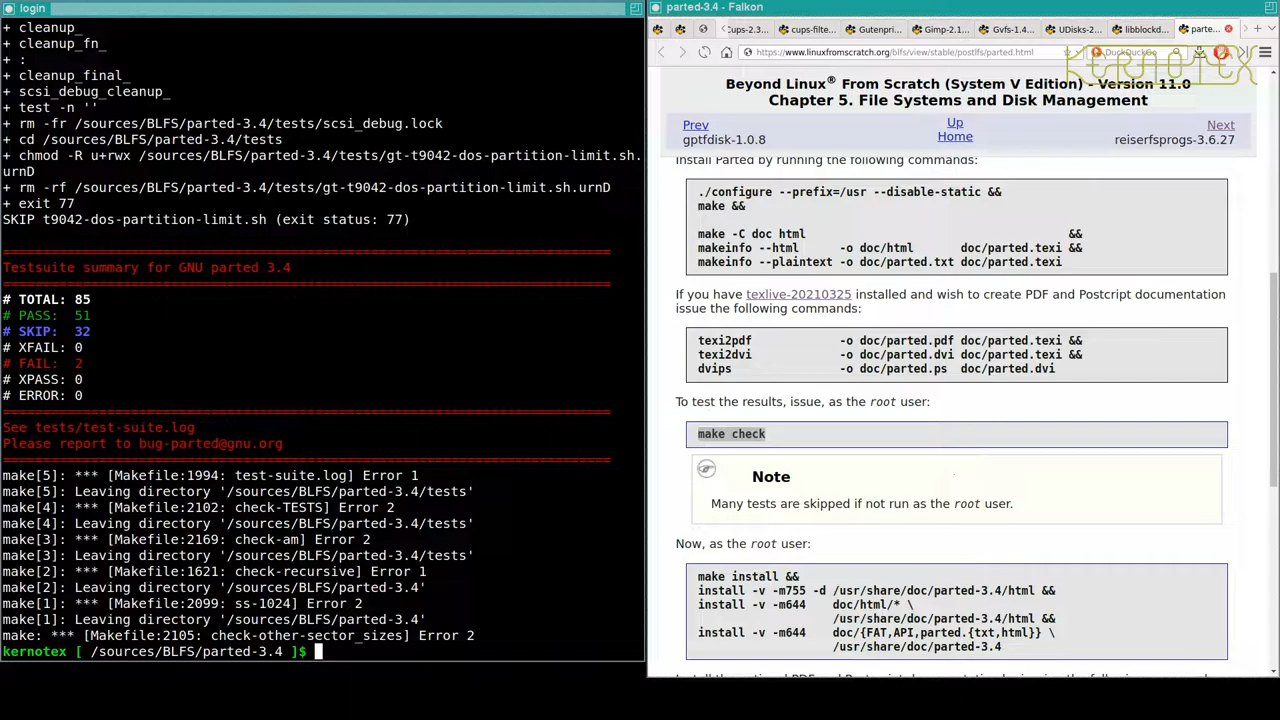 login
+ cleanup_
+ cleanup_fn_
+ :
+ cleanup_final_
+ scsi_debug_cleanup_
+ test -n ''
+ rm -fr /sources/BLFS/parted-3.4/tests/scsi_debug.lock
+ cd /sources/BLFS/parted-3.4/tests
+ chmod -R u+rwx /sources/BLFS/parted-3.4/tests/gt-t9042-dos-partition-limit.sh.
urnD
+ rm -rf /sources/BLFS/parted-3.4/tests/gt-t9042-dos-partition-limit.sh.urnD
+ exit 77
SKIP t9042-dos-partition-limit.sh (exit status: 77)
============================================================================
Testsuite summary for GNU parted 3.4
============================================================================
# TOTAL: 85
# PASS:  51
# SKIP:  32
# XFAIL: 0
# FAIL:  2
# XPASS: 0
# ERROR: 0
============================================================================
See tests/test-suite.log
Please report to bug-parted@gnu.org
============================================================================
make[5]: *** [Makefile:1994: test-suite.log] Error 1
make[5]: Leaving directory '/sources/BLFS/parted-3.4/tests'
make[4]: *** [Makefile:2102: check-TESTS] Error 2
make[4]: Leaving directory '/sources/BLFS/parted-3.4/tests'
make[3]: *** [Makefile:2169: check-am] Error 2
make[3]: Leaving directory '/sources/BLFS/parted-3.4/tests'
make[2]: *** [Makefile:1621: check-recursive] Error 1
make[2]: Leaving directory '/sources/BLFS/parted-3.4'
make[1]: *** [Makefile:2099: ss-1024] Error 2
make[1]: Leaving directory '/sources/BLFS/parted-3.4'
make: *** [Makefile:2105: check-other-sector_sizes] Error 2
kernotex [ /sources/BLFS/parted-3.4 ]$
parted-3.4 - Falkon
Cups-2.3... cups-filte... Gutenpri... Gimp-2.1... Gvfs-1.4... UDisks-2... libblockd... parte...
https://www.linuxfromscratch.org/blfs/view/stable/postlfs/parted.html DuckDuckGo
KERNOTEX
Beyond Linux® From Scratch (System V Edition) - Version 11.0
Chapter 5. File Systems and Disk Management
Prev Up Next
gptfdisk-1.0.8 Home reiserfsprogs-3.6.27
Install Parted by running the following commands:
./configure --prefix=/usr --disable-static &&
make &&
make -C doc html &&
makeinfo --html -o doc/html doc/parted.texi &&
makeinfo --plaintext -o doc/parted.txt doc/parted.texi
If you have texlive-20210325 installed and wish to create PDF and Postcript documentation
issue the following commands:
texi2pdf -o doc/parted.pdf doc/parted.texi &&
texi2dvi -o doc/parted.dvi doc/parted.texi &&
dvips -o doc/parted.ps doc/parted.dvi
To test the results, issue, as the root user:
make check
Note
Many tests are skipped if not run as the root user.
Now, as the root user:
make install &&
install -v -m755 -d /usr/share/doc/parted-3.4/html &&
install -v -m644 doc/html/* \
/usr/share/doc/parted-3.4/html &&
install -v -m644 doc/{FAT,API,parted.{txt,html}} \
/usr/share/doc/parted-3.4